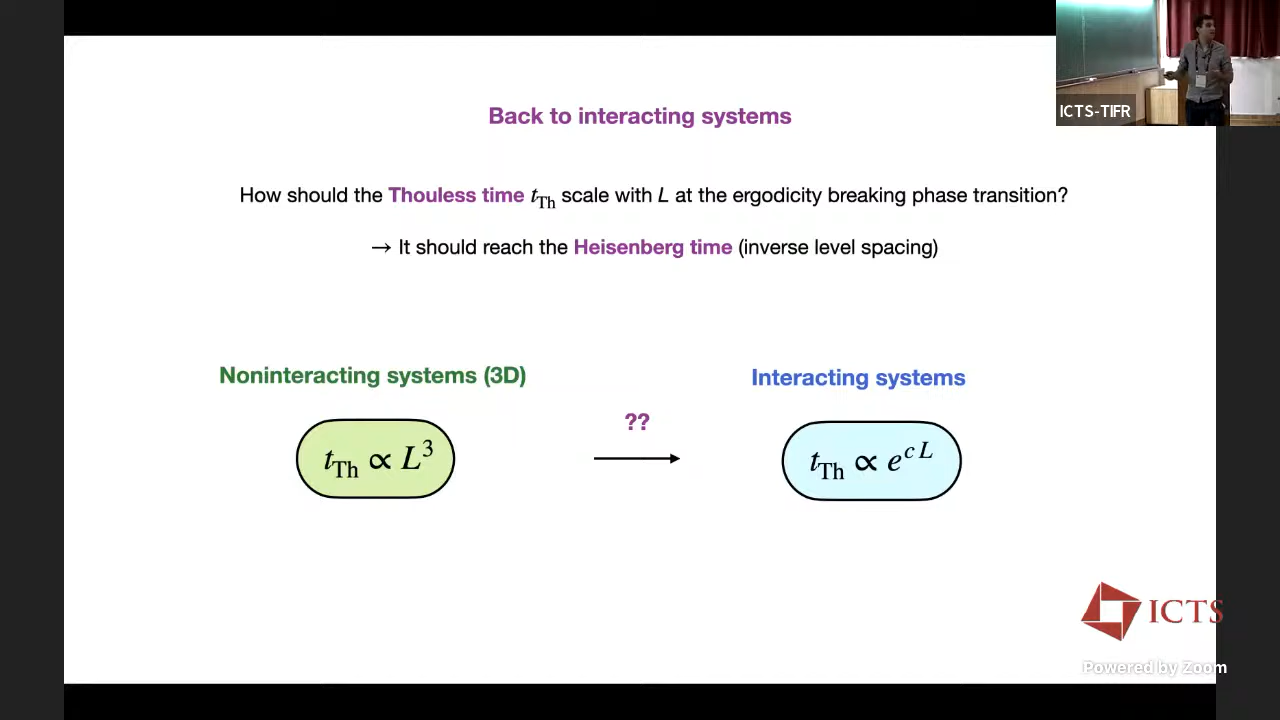 Back to interacting systems
ICTS-TIFR
How should the Thouless time t_Th scale with L at the ergodicity breaking phase transition?
→ It should reach the Heisenberg time (inverse level spacing)
Noninteracting systems (3D)
Interacting systems
??
t_Th ∝ L^3
t_Th ∝ e^{c L}
ICTS
Powered by Zoom